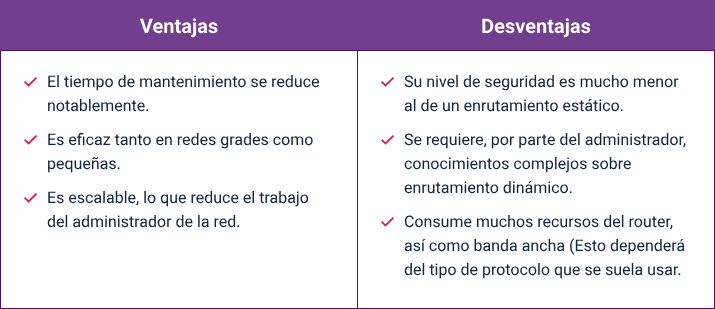 Ventajas
Desventajas
El tiempo de mantenimiento se reduce
notablemente.
Es eficaz tanto en redes grades como
pequeñas.
Es escalable, lo que reduce el trabajo
del administrador de la red.
Su nivel de seguridad es mucho menor
al de un enrutamiento estático.
Se requiere, por parte del administrador,
conocimientos complejos sobre
enrutamiento dinámico.
Consume muchos recursos del router,
así como banda ancha (Esto dependerá
del tipo de protocolo que se suela usar.